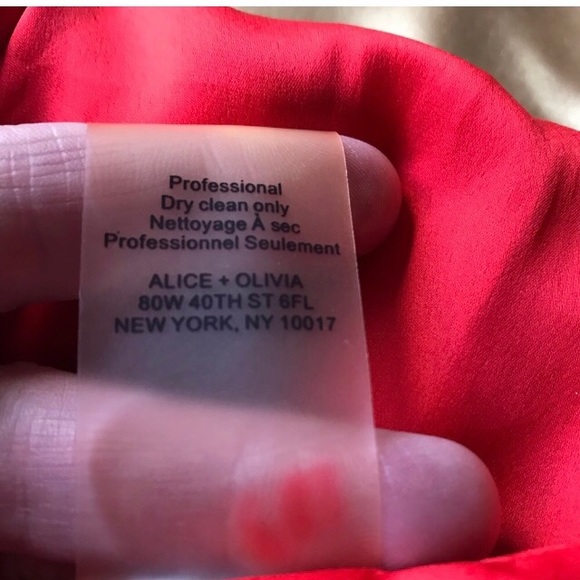 Professional
Dry clean only
Nettoyage À sec
Professionnel Seulement
ALICE + OLIVIA
80W 40TH ST 6FL
NEW YORK, NY 10017